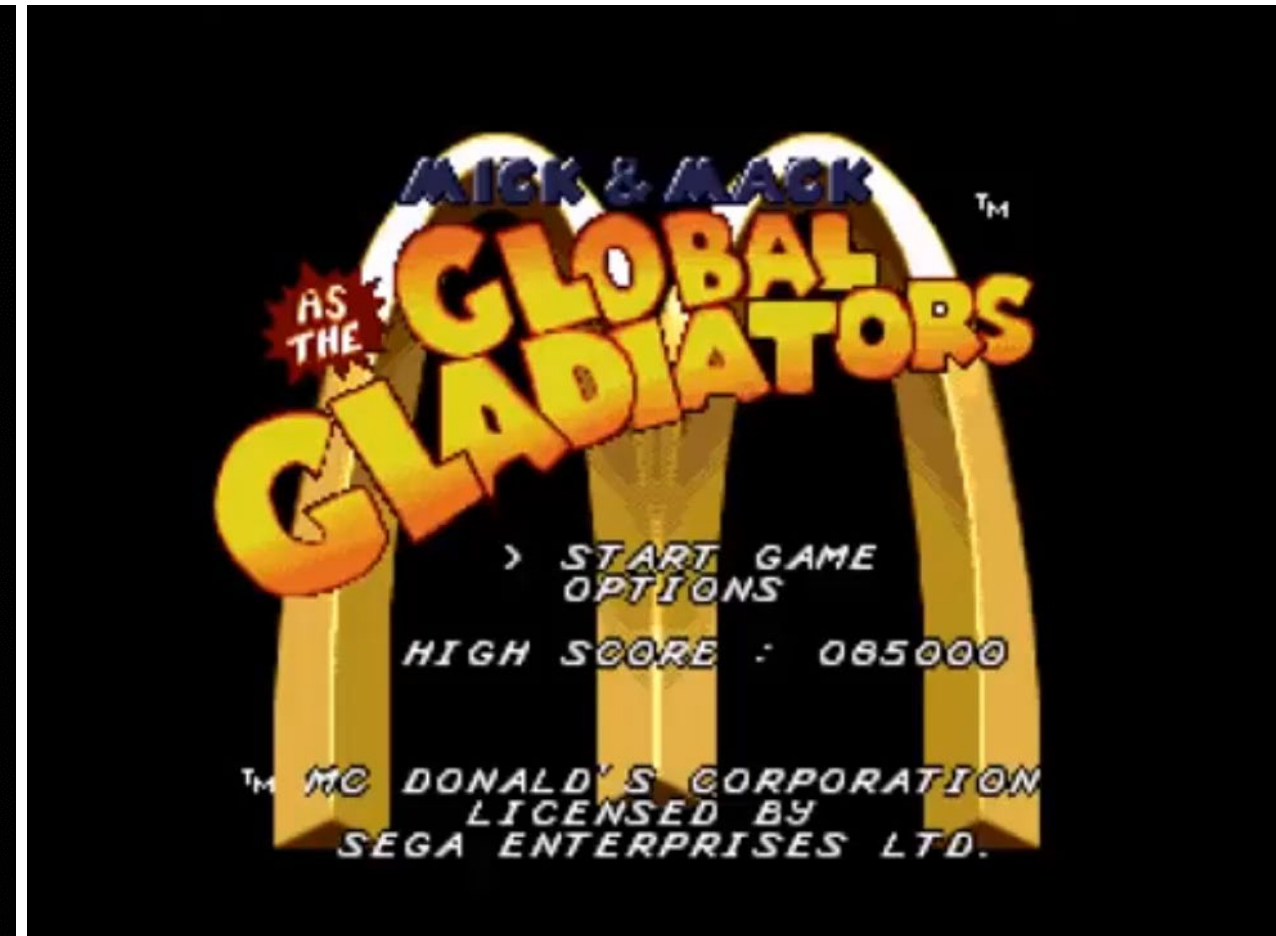 MICK & MACK
TM
AS THE
GLOBAL
GLADIATORS
> START GAME
OPTIONS
HIGH SCORE : 085000
TM MC DONALD'S CORPORATION
LICENSED BY
SEGA ENTERPRISES LTD.